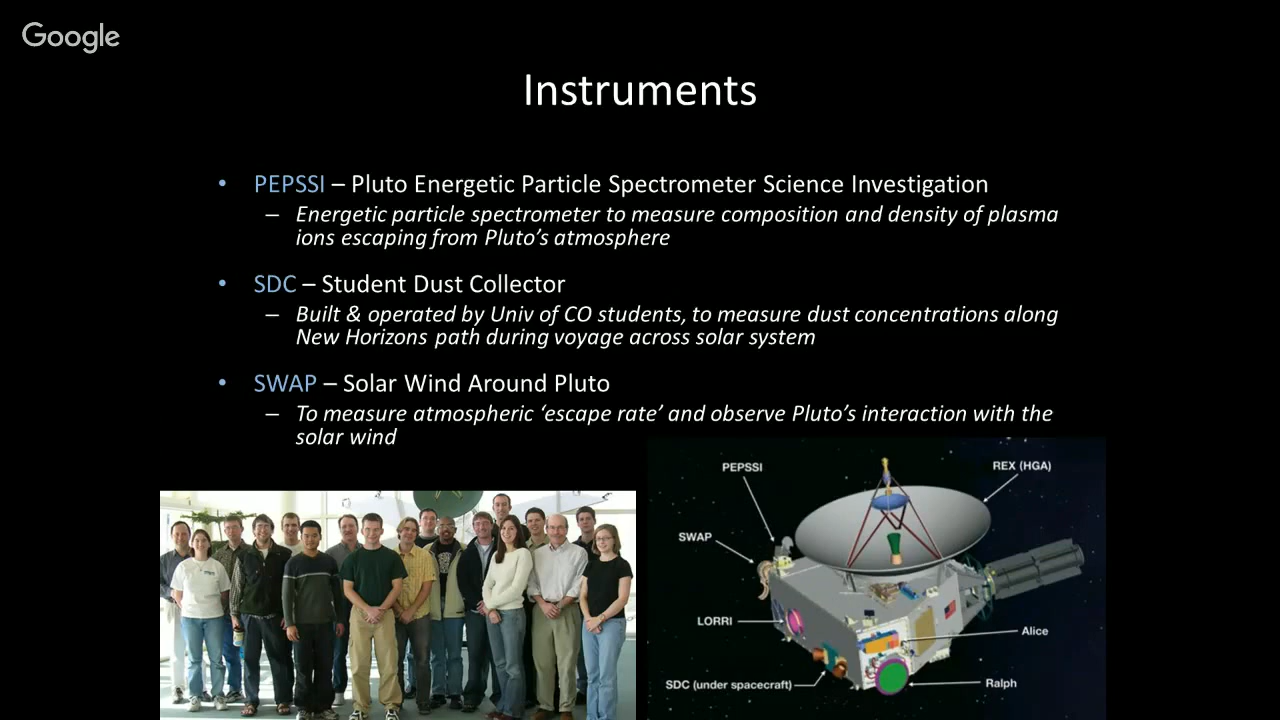 Google
Instruments
• PEPSSI – Pluto Energetic Particle Spectrometer Science Investigation
– Energetic particle spectrometer to measure composition and density of plasma
ions escaping from Pluto’s atmosphere
• SDC – Student Dust Collector
– Built & operated by Univ of CO students, to measure dust concentrations along
New Horizons path during voyage across solar system
• SWAP – Solar Wind Around Pluto
– To measure atmospheric ‘escape rate’ and observe Pluto’s interaction with the
solar wind
PEPSSI
REX (HGA)
SWAP
LORRI
Alice
SDC (under spacecraft)
Ralph